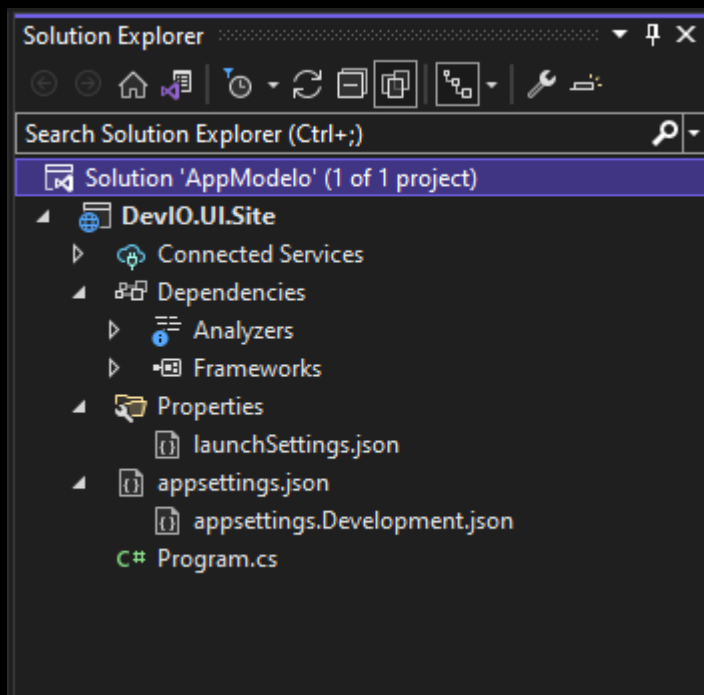 Solution Explorer
Search Solution Explorer (Ctrl+;)
Solution 'AppModelo' (1 of 1 project)
DevIO.UI.Site
Connected Services
Dependencies
Analyzers
Frameworks
Properties
launchSettings.json
appsettings.json
appsettings.Development.json
C# Program.cs